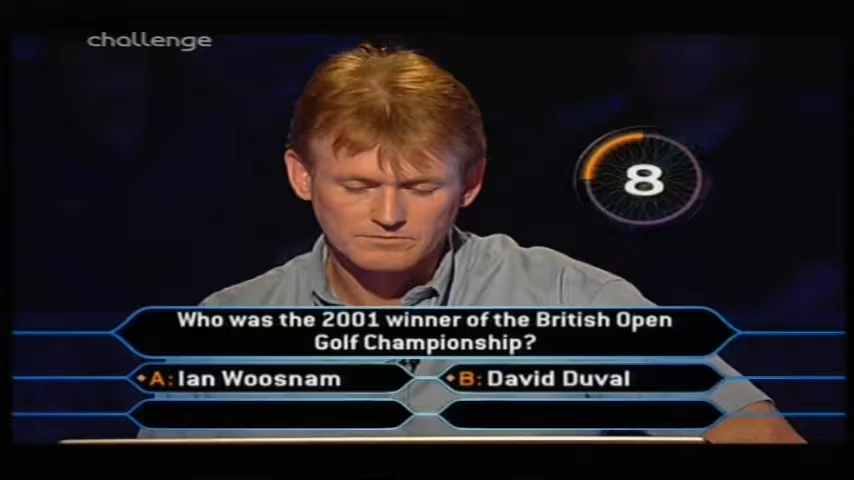 challenge
8
Who was the 2001 winner of the British Open
Golf Championship?
A: Ian Woosnam
B: David Duval